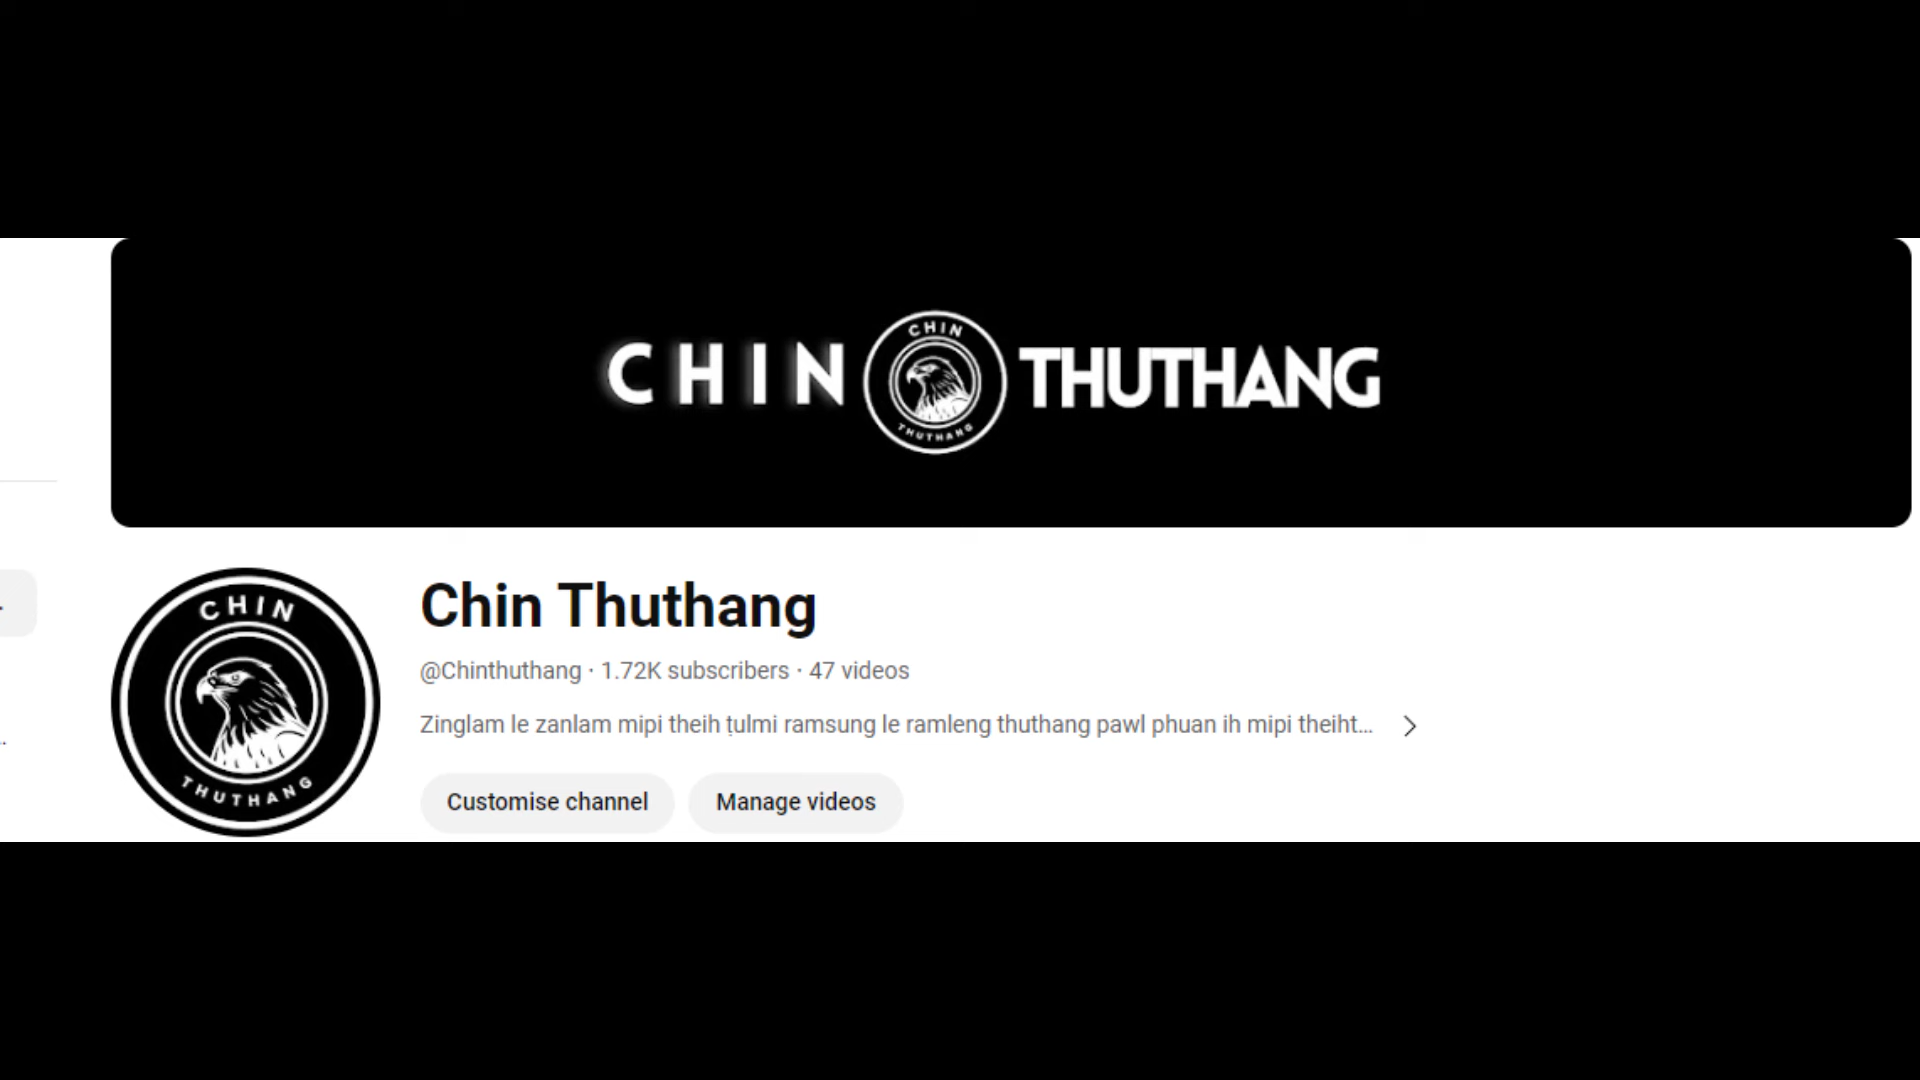 CHIN
CHIN
THUTHANG
THUTHANG
CHIN
THUTHANG
Chin Thuthang
@Chinthuthang · 1.72K subscribers · 47 videos
Zinglam le zanlam mipi theih ṭulmi ramsung le ramleng thuthang pawl phuan ih mipi theiht...
Customise channel
Manage videos